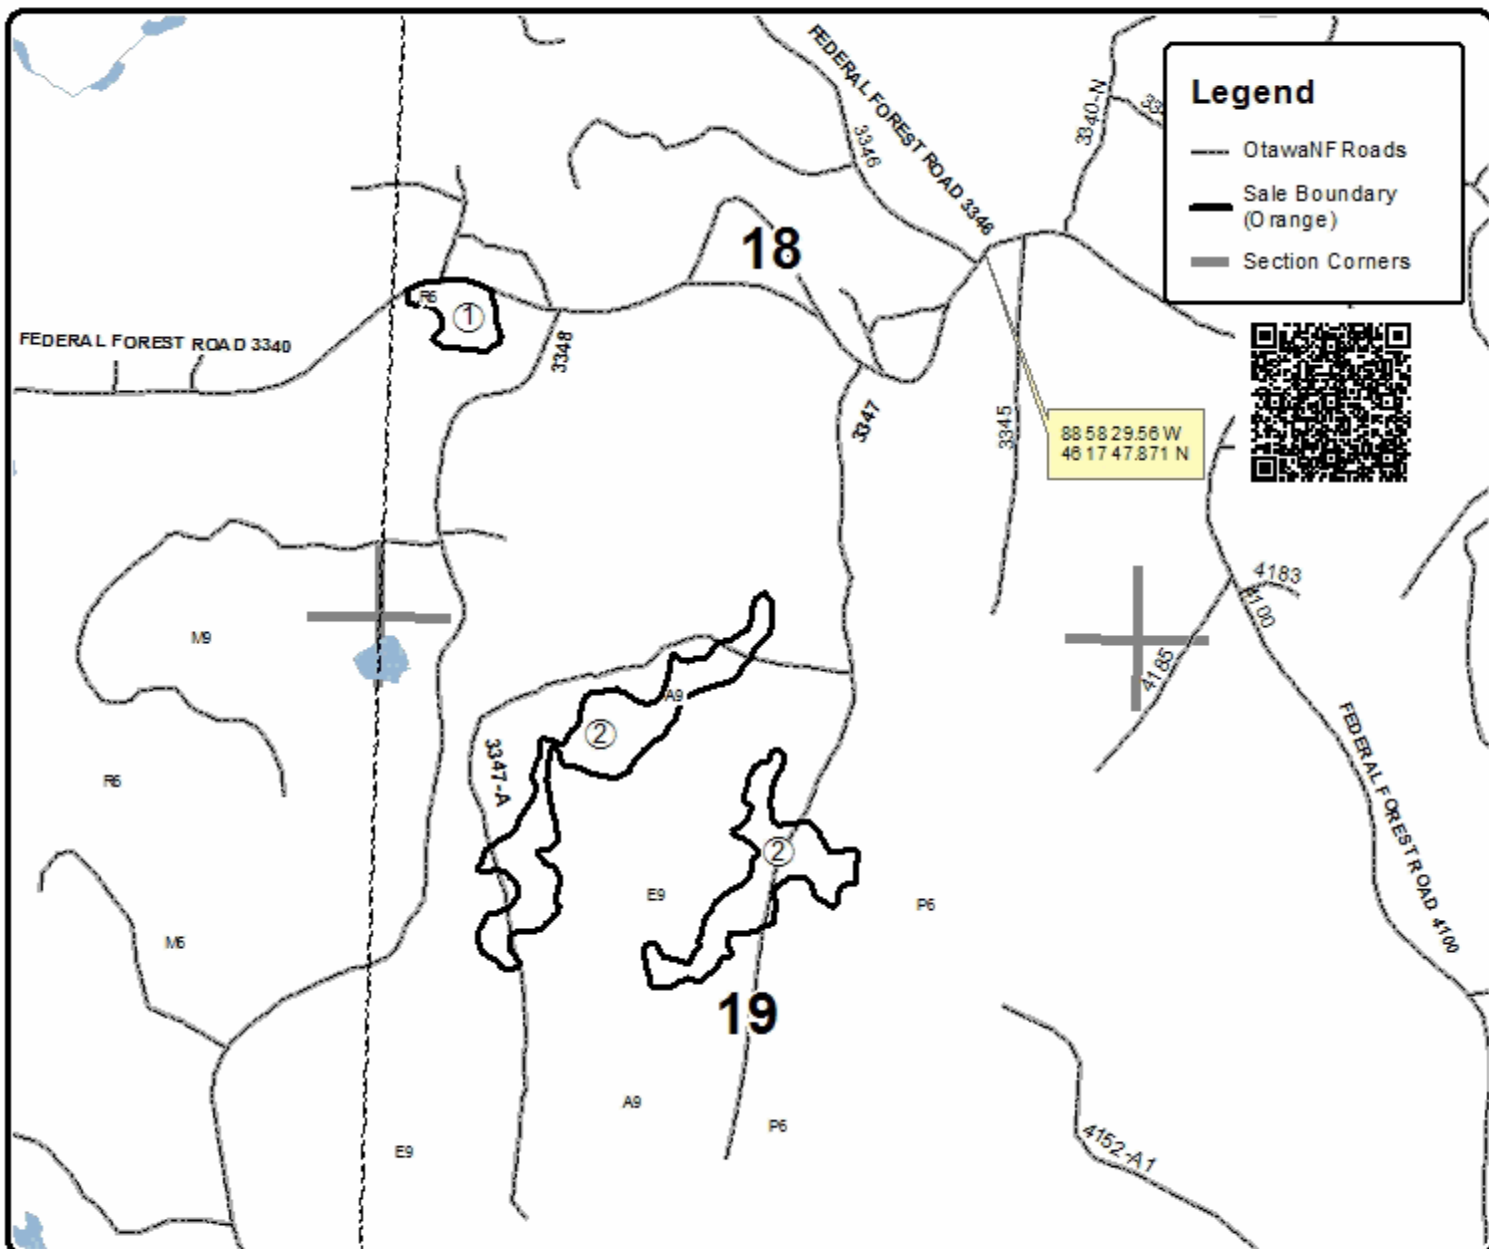 FEDERAL FOREST ROAD 3346
3346
3340-N
Legend
OtawaNF Roads
Sale Boundary
(Orange)
Section Corners
18
R6
1
FEDERAL FOREST ROAD 3340
3348
3347
3345
88 58 29.56 W
46 17 47.871 N
4183
4100
4185
M9
A9
2
3347-A
R6
FEDERAL FOREST ROAD 4100
2
E9
P6
M6
19
A9
P6
4152-A1
E9